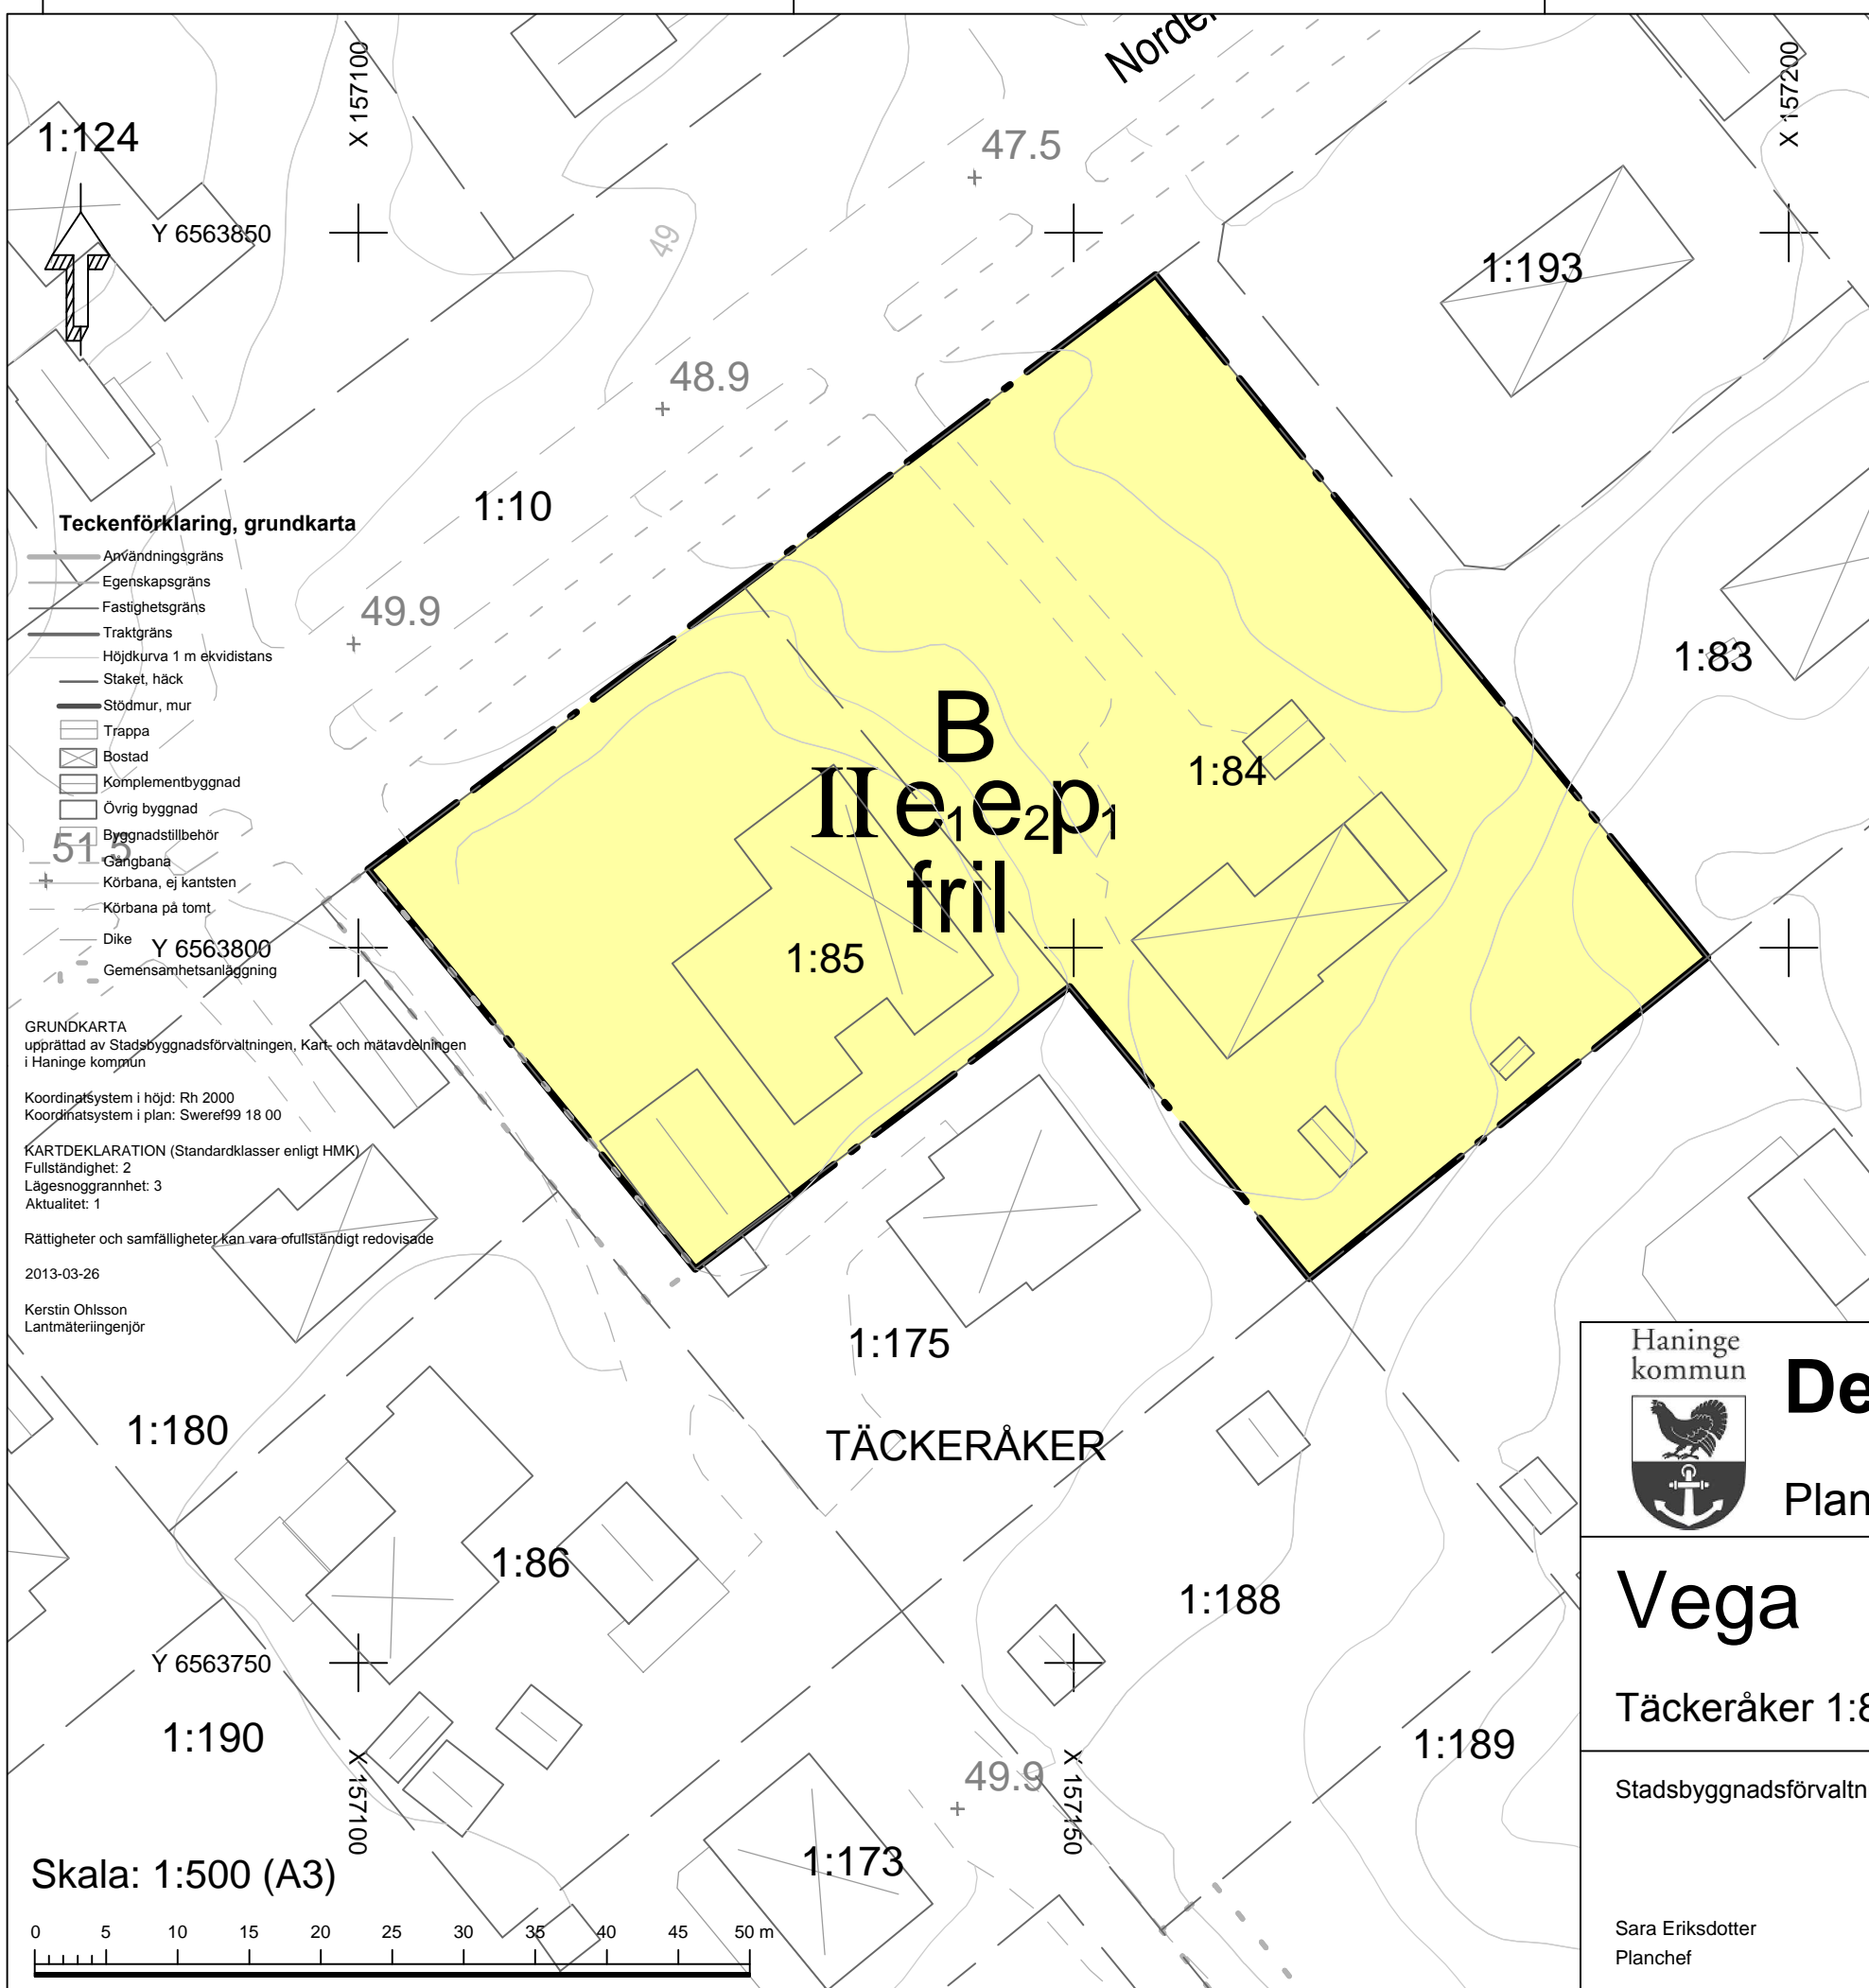 Norde
X 157100
X 157200
1:124
47.5
Y 6563850
49
1:193
48.9
1:10
Teckenförklaring, grundkarta
Användningsgräns
Egenskapsgräns
Fastighetsgräns
Traktgräns
Höjdkurva 1 m ekvidistans
Staket, häck
Stödmur, mur
Trappa
Bostad
Komplementbyggnad
Övrig byggnad
Byggnadstillbehör
Gångbana
Körbana, ej kantsten
Körbana på tomt
Dike
Gemensamhetsanläggning
49.9
51.5
1:83
B
II e1e2p1
fril
1:84
1:85
Y 6563800
GRUNDKARTA
upprättad av Stadsbyggnadsförvaltningen, Kart- och mätavdelningen
i Haninge kommun
Koordinatsystem i höjd: Rh 2000
Koordinatsystem i plan: Sweref99 18 00
KARTDEKLARATION (Standardklasser enligt HMK)
Fullständighet: 2
Lägesnoggrannhet: 3
Aktualitet: 1
Rättigheter och samfälligheter kan vara ofullständigt redovisade
2013-03-26
Kerstin Ohlsson
Lantmäteriingenjör
1:175
TÄCKERÅKER
1:180
1:86
1:188
Y 6563750
1:190
1:189
X 157100
X 157150
49.9
1:173
Skala: 1:500 (A3)
0 5 10 15 20 25 30 35 40 45 50 m
Haninge
kommun
De
Plan
Vega
Täckeråker 1:8
Stadsbyggnadsförvaltn
Sara Eriksdotter
Planchef